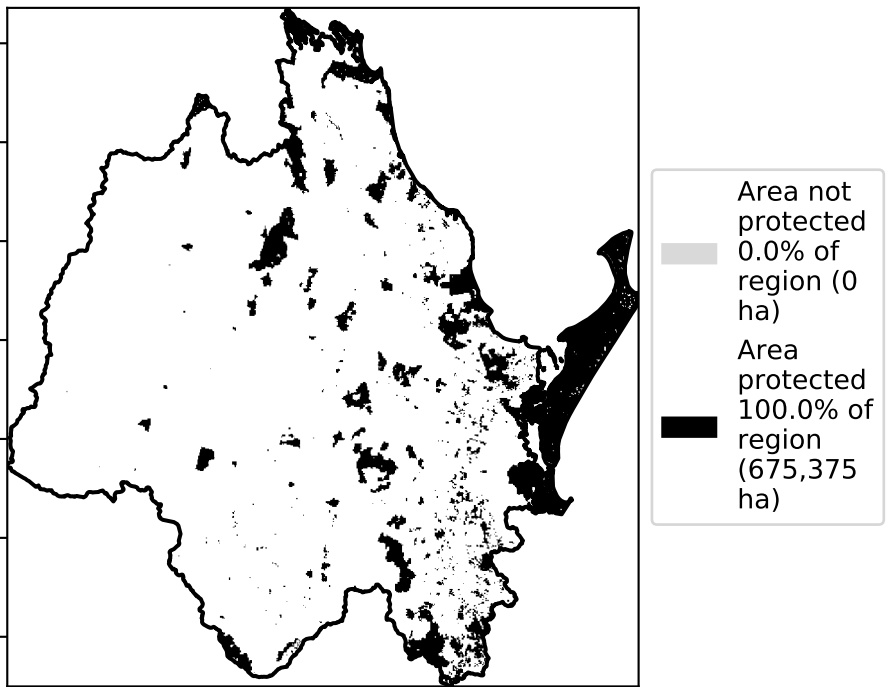 Area not
protected
0.0% of
region (0
ha)
Area
protected
100.0% of
region
(675,375
ha)